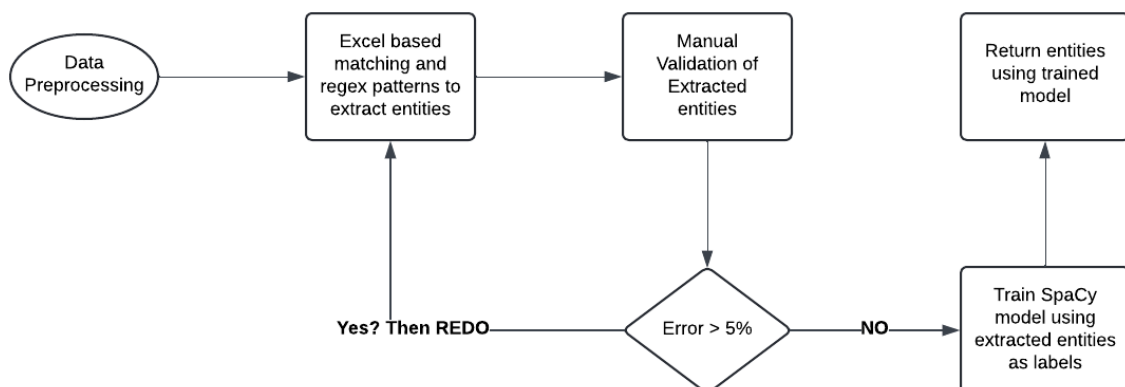 Data
Preprocessing
Excel based
matching and
regex patterns to
extract entities
Manual
Validation of
Extracted
entities
Return entities
using trained
model
Yes? Then REDO
Error > 5%
NO
Train SpaCy
model using
extracted entities
as labels